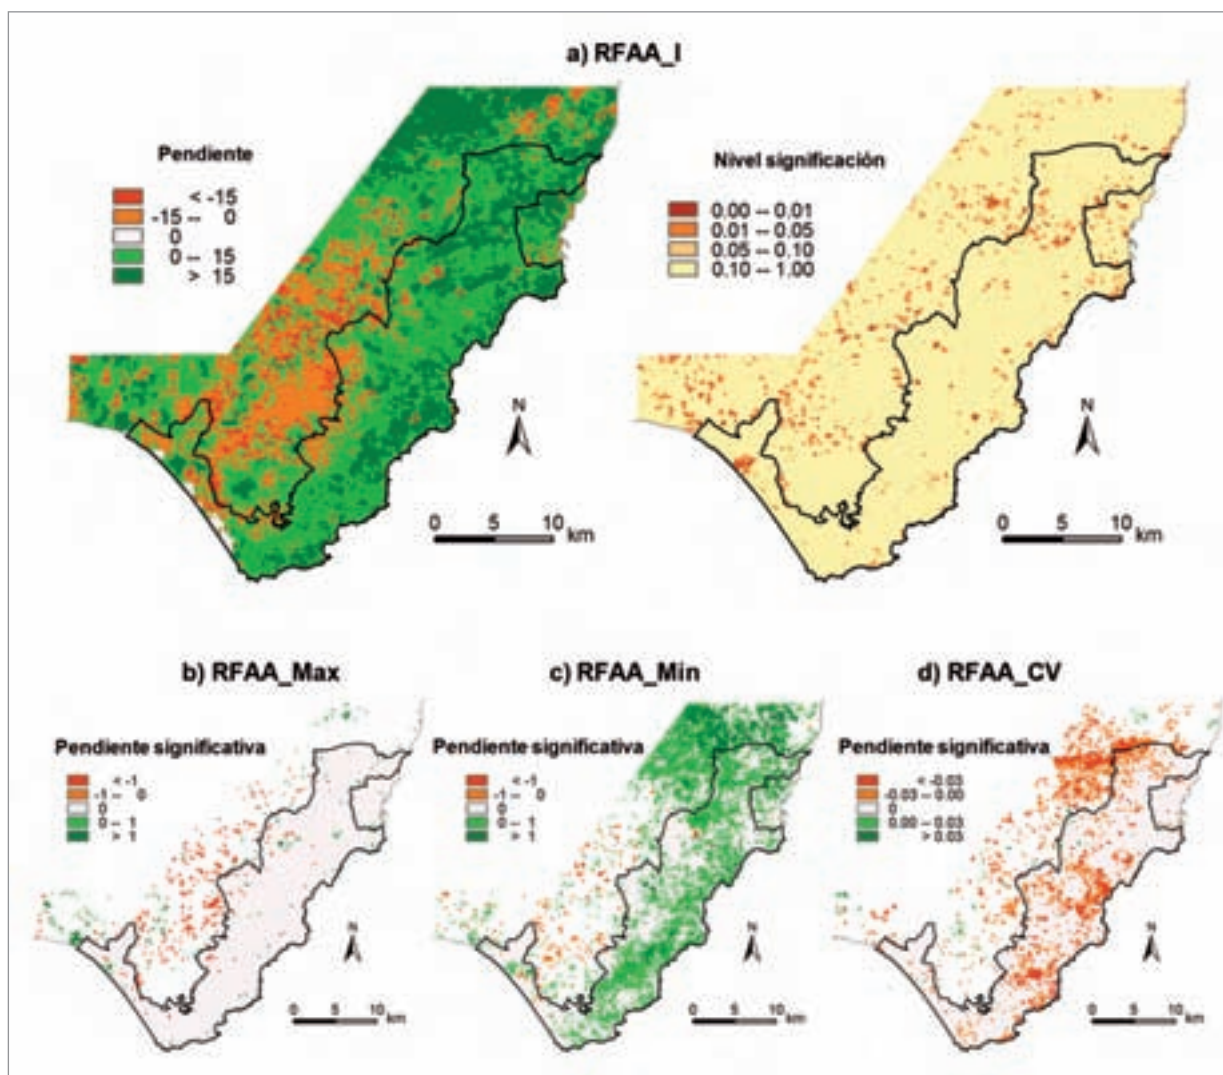 a) RFAA_I
Pendiente
< -15
-15 -- 0
0
0 -- 15
> 15
N
0 5 10
km
Nivel significación
0.00 -- 0.01
0.01 -- 0.05
0.05 -- 0.10
0.10 -- 1.00
N
0 5 10
km
b) RFAA_Max
Pendiente significativa
< -1
-1 -- 0
0
0 -- 1
> 1
N
0 5 10
km
c) RFAA_Min
Pendiente significativa
< -1
-1 -- 0
0
0 -- 1
> 1
N
0 5 10
km
d) RFAA_CV
Pendiente significativa
< -0.03
-0.03 -- 0.00
0
0.00 -- 0.03
> 0.03
N
0 5 10
km